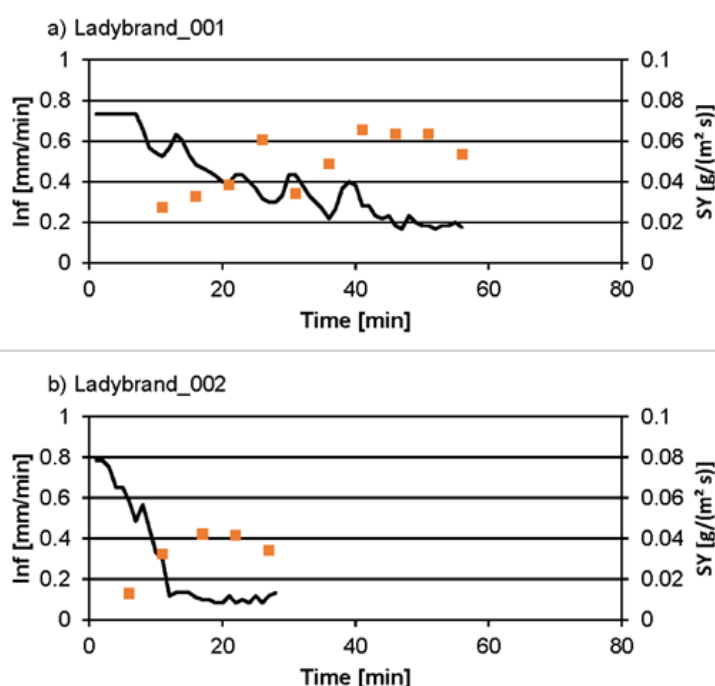 a) Ladybrand_001
1 0.1
0.8 0.08
0.6 0.06
0.4 0.04
0.2 0.02
0 0
Inf [mm/min]
SY [g/(m² s)]
0 20 40 60 80
Time [min]
b) Ladybrand_002
1 0.1
0.8 0.08
0.6 0.06
0.4 0.04
0.2 0.02
0 0
Inf [mm/min]
SY [g/(m² s)]
0 20 40 60 80
Time [min]